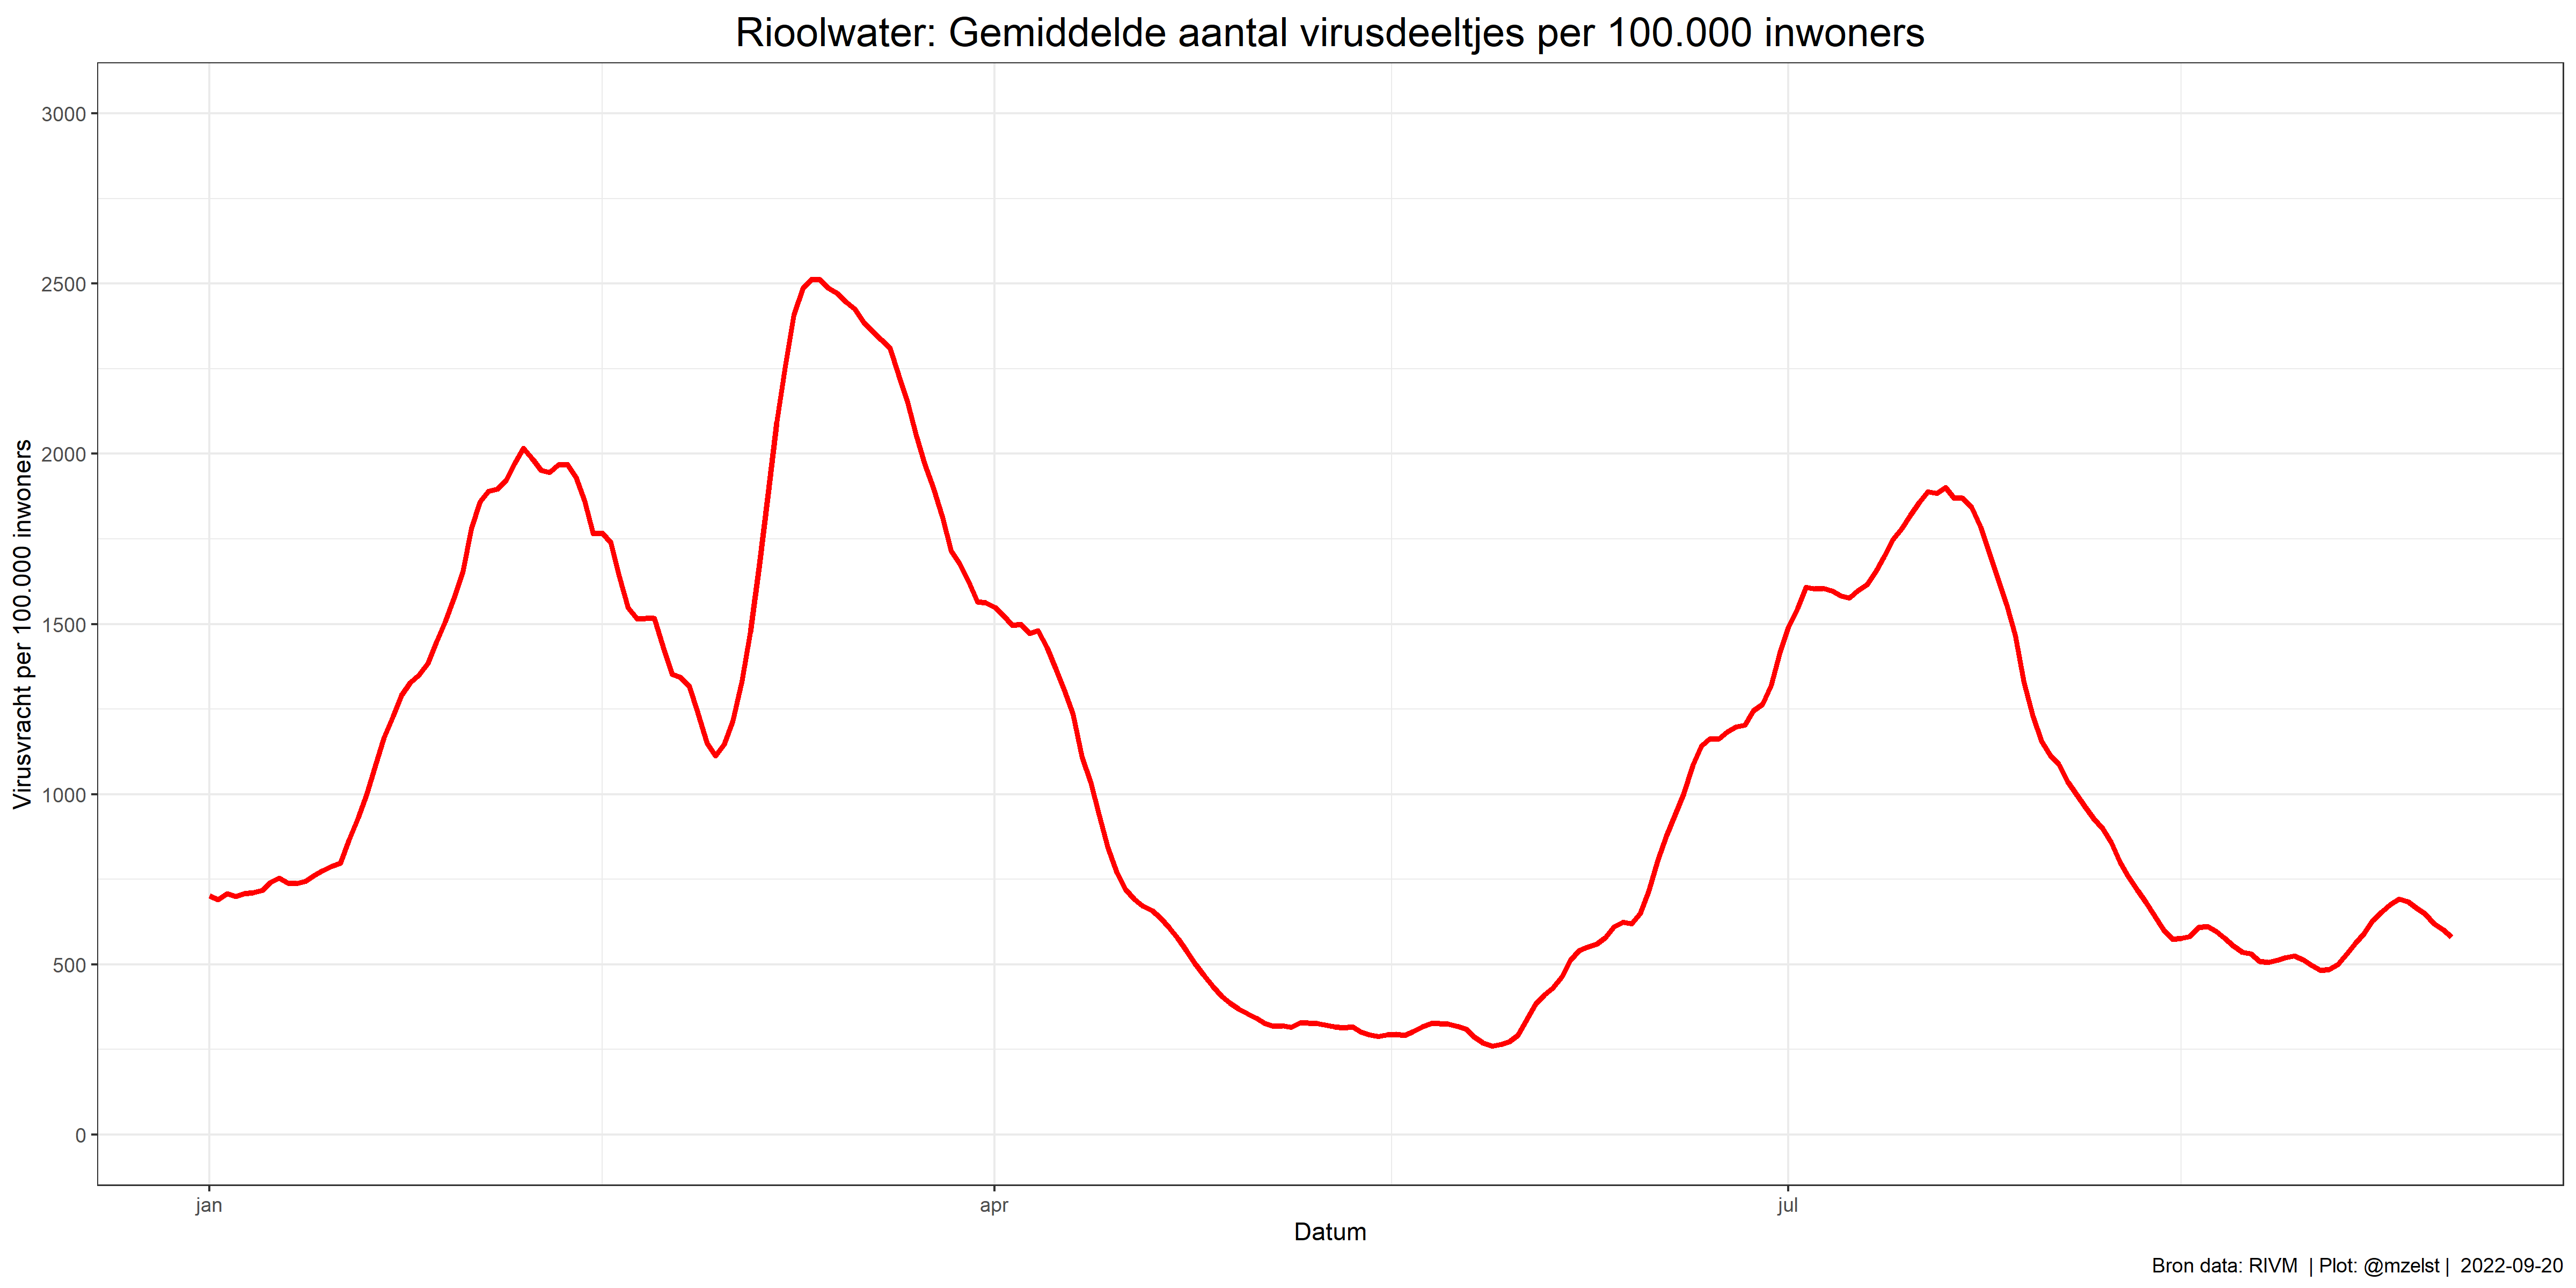 Rioolwater: Gemiddelde aantal virusdeeltjes per 100.000 inwoners
Virusvracht per 100.000 inwoners
3000
2500
2000
1500
1000
500
0
jan apr jul
Datum
Bron data: RIVM | Plot: @mzelst | 2022-09-20